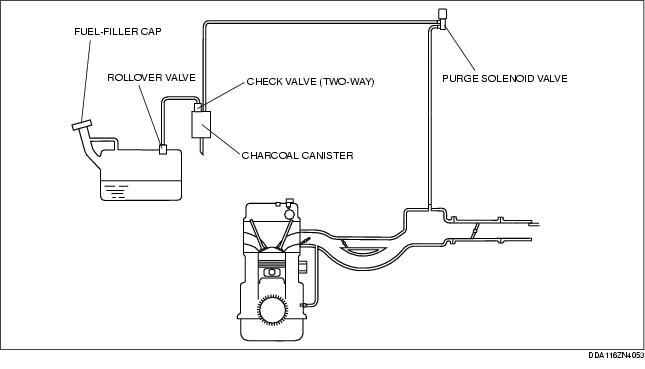 FUEL-FILLER CAP
ROLLOVER VALVE
CHECK VALVE (TWO-WAY)
PURGE SOLENOID VALVE
CHARCOAL CANISTER
DDA116ZN4053